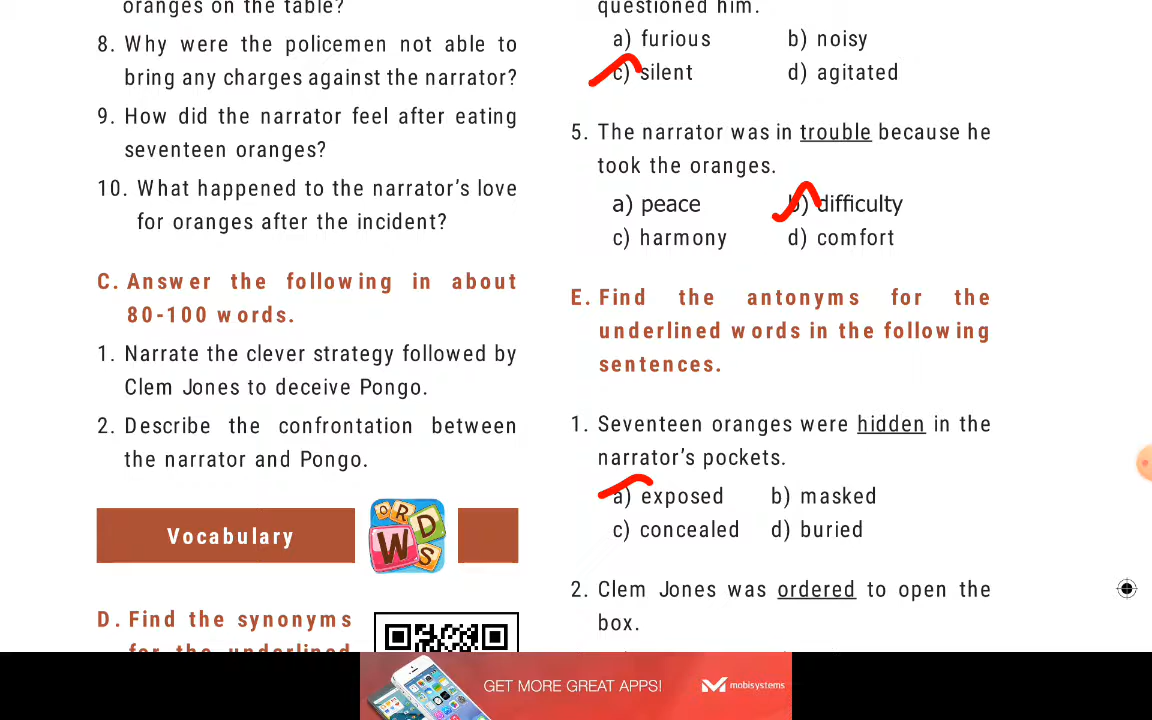 oranges on the table?
8. Why were the policemen not able to
bring any charges against the narrator?
9. How did the narrator feel after eating
seventeen oranges?
10. What happened to the narrator's love
for oranges after the incident?
C. Answer the following in about
80-100 words.
1. Narrate the clever strategy followed by
Clem Jones to deceive Pongo.
2. Describe the confrontation between
the narrator and Pongo.
Vocabulary
ORD
WS
D. Find the synonyms
for the underlined
questioned him.
a) furious b) noisy
c) silent d) agitated
5. The narrator was in trouble because he
took the oranges.
a) peace b) difficulty
c) harmony d) comfort
E. Find the antonyms for the
underlined words in the following
sentences.
1. Seventeen oranges were hidden in the
narrator's pockets.
a) exposed b) masked
c) concealed d) buried
2. Clem Jones was ordered to open the
box.
GET MORE GREAT APPS! mobisystems